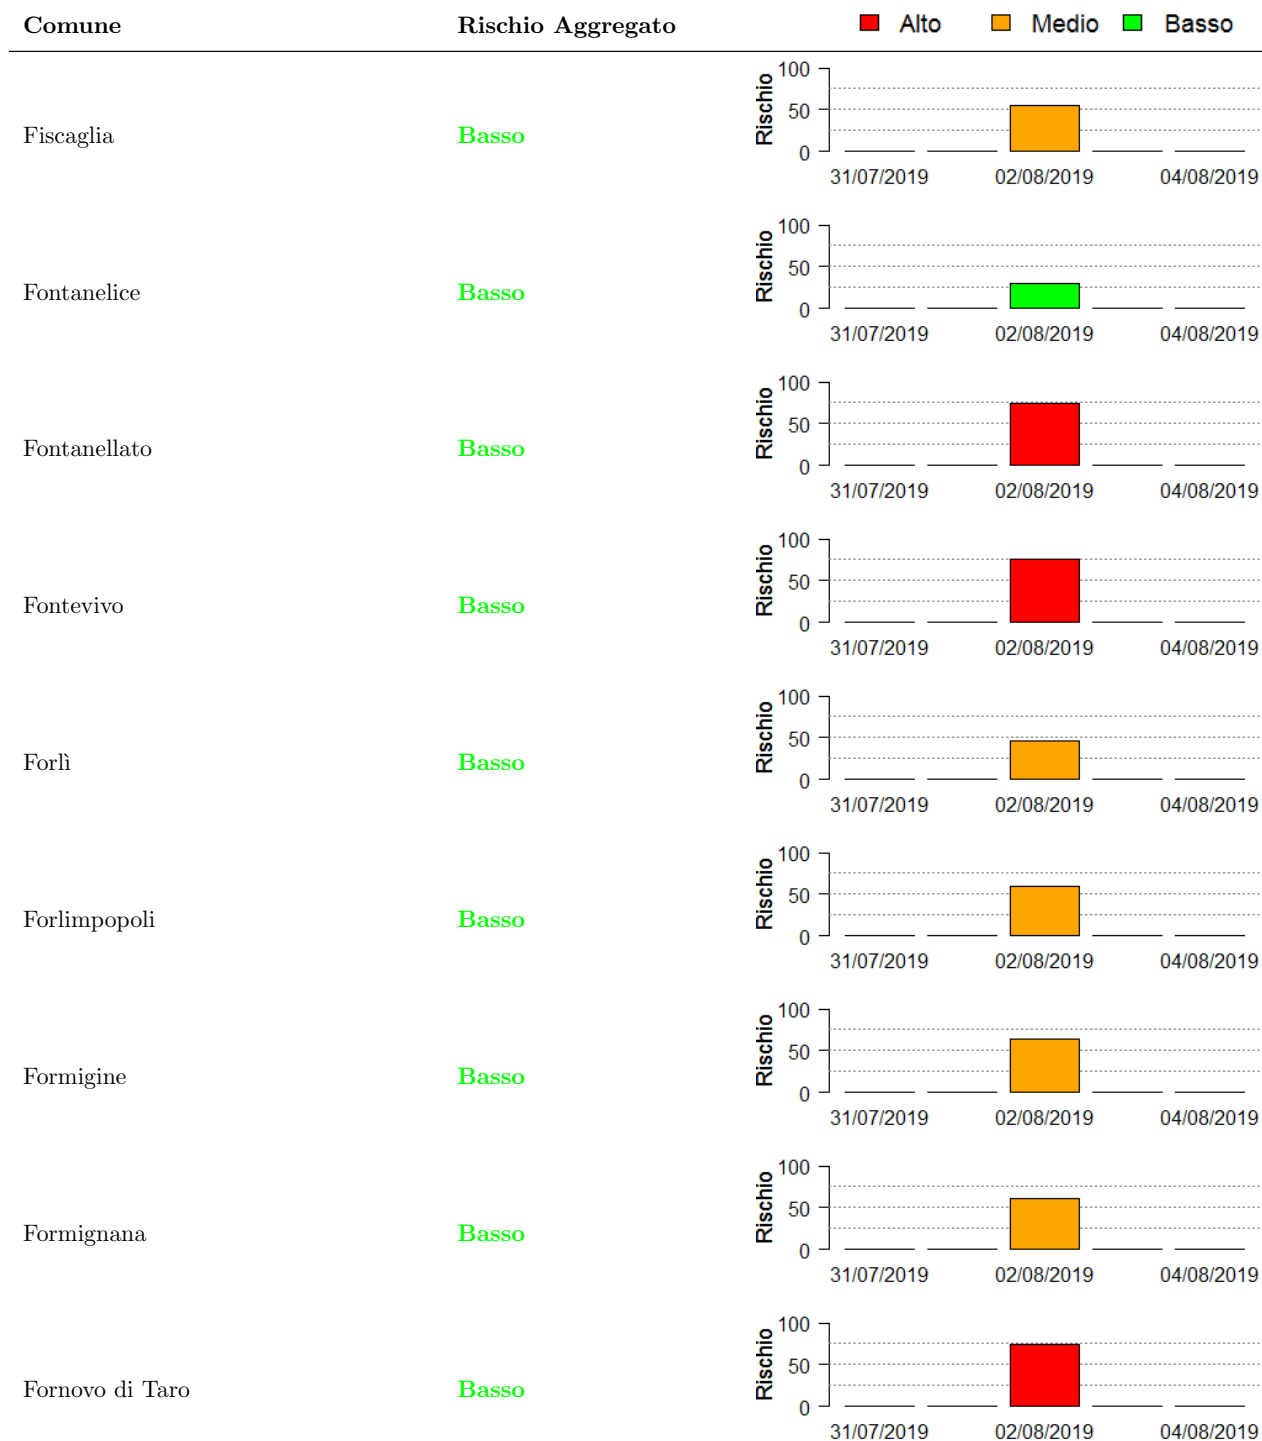 Comune Rischio Aggregato Alto Medio Basso
Fiscaglia Basso Rischio 100 50 0
31/07/2019 02/08/2019 04/08/2019
Fontanelice Basso Rischio 100 50 0
31/07/2019 02/08/2019 04/08/2019
Fontanellato Basso Rischio 100 50 0
31/07/2019 02/08/2019 04/08/2019
Fontevivo Basso Rischio 100 50 0
31/07/2019 02/08/2019 04/08/2019
Forlì Basso Rischio 100 50 0
31/07/2019 02/08/2019 04/08/2019
Forlimpopoli Basso Rischio 100 50 0
31/07/2019 02/08/2019 04/08/2019
Formigine Basso Rischio 100 50 0
31/07/2019 02/08/2019 04/08/2019
Formignana Basso Rischio 100 50 0
31/07/2019 02/08/2019 04/08/2019
Fornovo di Taro Basso Rischio 100 50 0
31/07/2019 02/08/2019 04/08/2019